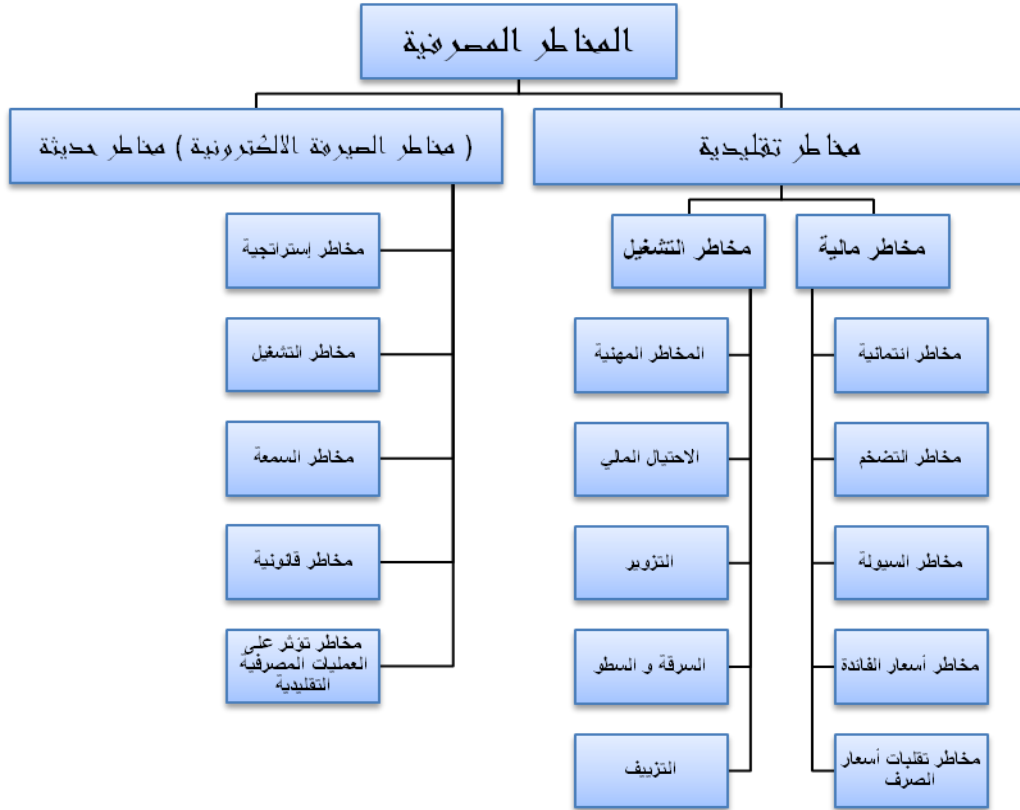 المخاطر المصرفية
مخاطر تقليدية
مخاطر مالية
مخاطر انتمانية
مخاطر التضخم
مخاطر السيولة
مخاطر أسعار الفائدة
مخاطر تقلبات أسعار
الصرف
مخاطر التشغيل
المخاطر المهنية
الاحتيال المالي
التزوير
السرقة و السطو
التزييف
( مخاطر الصيرفة الالكترونية ) مخاطر حديثة
مخاطر إستراتجية
مخاطر التشغيل
مخاطر السمعة
مخاطر قانونية
مخاطر تؤثر على
العمليات المصرفية
التقليدية